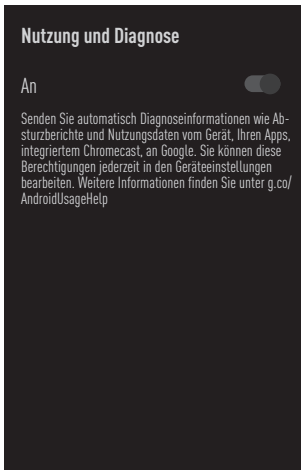 Nutzung und Diagnose
An
Senden Sie automatisch Diagnoseinformationen wie Ab-
sturzberichte und Nutzungsdaten vom Gerät, Ihren Apps,
integriertem Chromecast, an Google. Sie können diese
Berechtigungen jederzeit in den Geräteeinstellungen
bearbeiten. Weitere Informationen finden Sie unter g.co/
AndroidUsageHelp